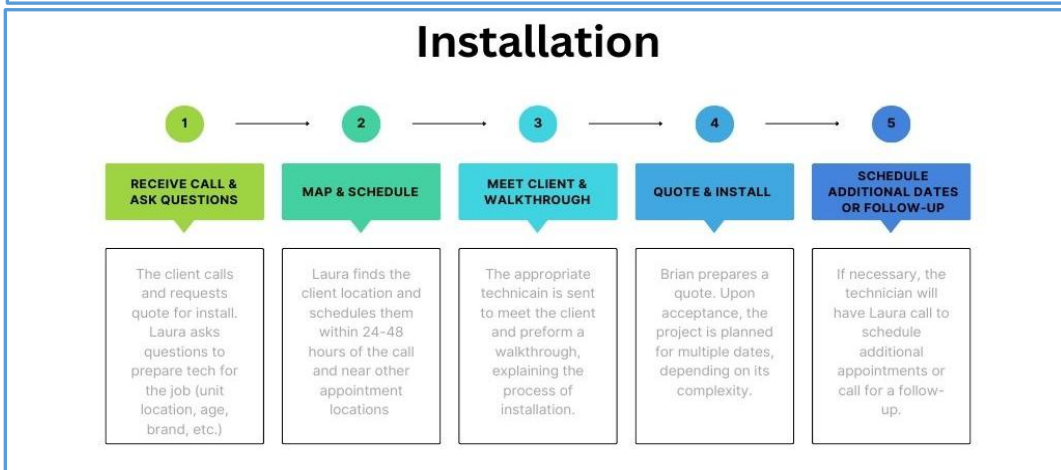 Installation
1
2
3
4
5
RECEIVE CALL &
ASK QUESTIONS
MAP & SCHEDULE
MEET CLIENT &
WALKTHROUGH
QUOTE & INSTALL
SCHEDULE
ADDITIONAL DATES
OR FOLLOW-UP
The client calls
and requests
quote for install.
Laura asks
questions to
prepare tech for
the job (unit
location, age,
brand, etc.)
Laura finds the
client location and
schedules them
within 24-48
hours of the call
and near other
appointment
locations
The appropriate
technicain is sent
to meet the client
and preform a
walkthrough,
explaining the
process of
installation.
Brian prepares a
quote. Upon
acceptance, the
project is planned
for multiple dates,
depending on its
complexity.
If necessary, the
technician will
have Laura call to
schedule
additional
appointments or
call for a follow-
up.